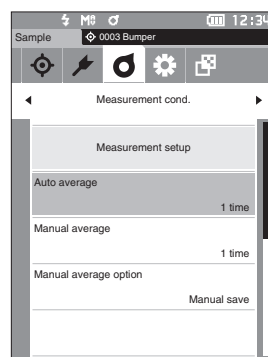 M 12:34
Sample 0003 Bumper
Measurement cond.
Measurement setup
Auto average
1 time
Manual average
1 time
Manual average option
Manual save